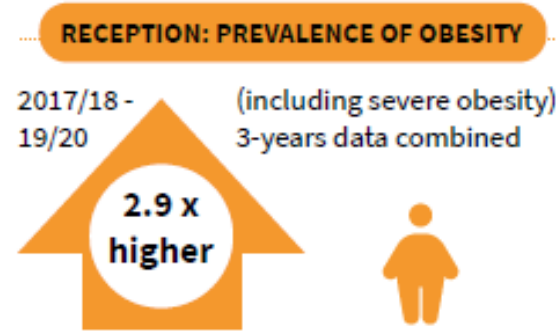 RECEPTION: PREVALENCE OF OBESITY
2017/18 -
19/20
(including severe obesity)
3-years data combined
2.9 x
higher